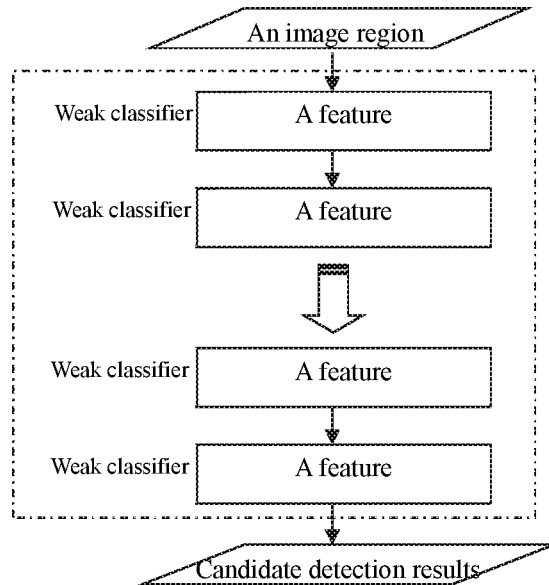 An image region
Weak classifier A feature
Weak classifier A feature
Weak classifier A feature
Weak classifier A feature
Candidate detection results